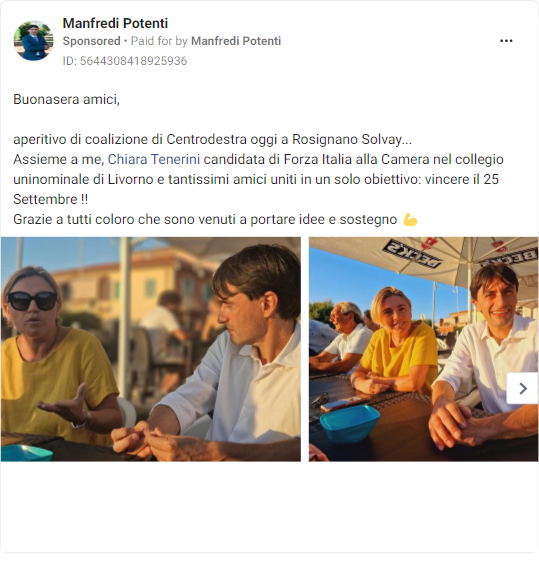 Manfredi Potenti
Sponsored • Paid for by Manfredi Potenti
ID: 5644308418925936
Buonasera amici,
aperitivo di coalizione di Centrodestra oggi a Rosignano Solvay...
Assieme a me, Chiara Tenerini candidata di Forza Italia alla Camera nel collegio
uninominale di Livorno e tantissimi amici uniti in un solo obiettivo: vincere il 25
Settembre !!
Grazie a tutti coloro che sono venuti a portare idee e sostegno 💪
BECK'S
BECK'S